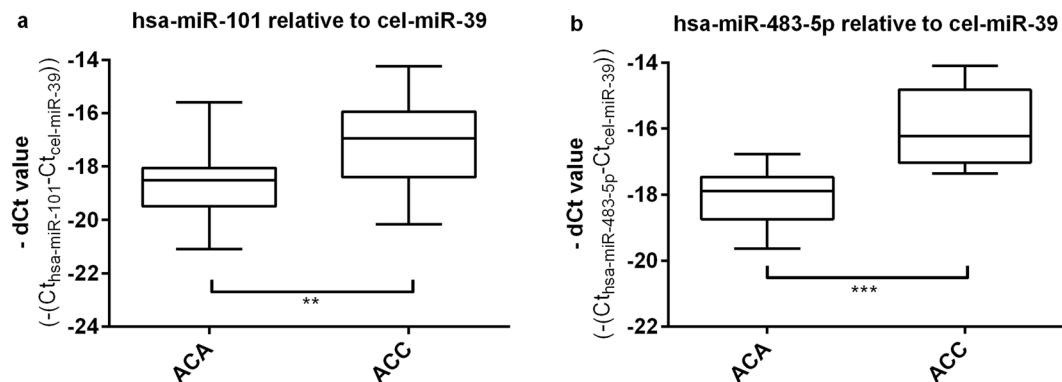 a
hsa-miR-101 relative to cel-miR-39
- dCt value
(-(Cthsa-miR-101-Ctcel-miR-39))
-14
-16
-18
-20
-22
-24
**
ACA
ACC
b
hsa-miR-483-5p relative to cel-miR-39
- dCt value
(-(Cthsa-miR-483-5p-Ctcel-miR-39))
-14
-16
-18
-20
-22
***
ACA
ACC